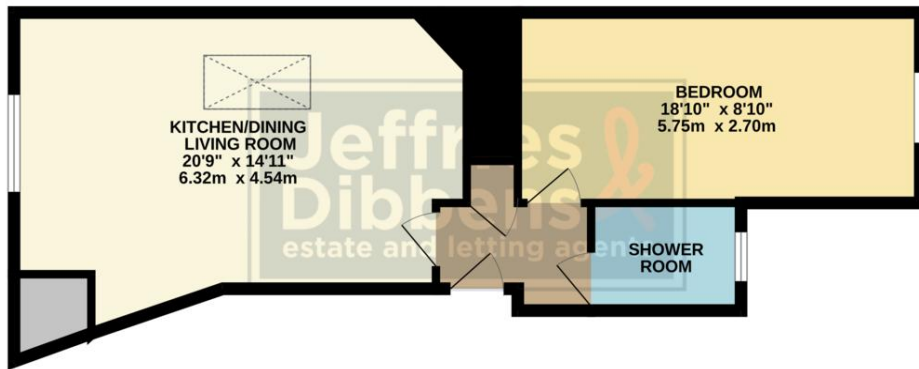 KITCHEN/DINING
LIVING ROOM
20'9" x 14'11"
6.32m x 4.54m
BEDROOM
18'10" x 8'10"
5.75m x 2.70m
SHOWER
ROOM
Jeffries
Dibbens
estate and letting agents